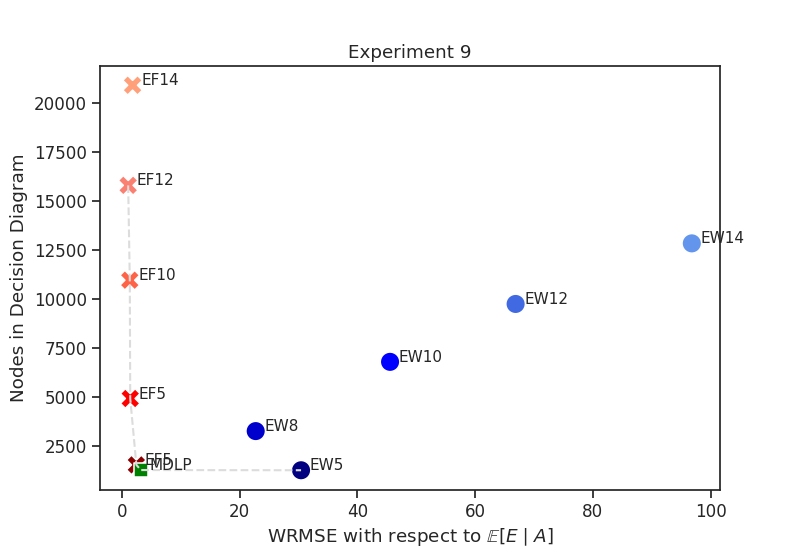 Experiment 9
Nodes in Decision Diagram
20000
17500
15000
12500
10000
7500
5000
2500
EF14
EF12
EF10
EF5
EF5
MDLP
EW5
EW8
EW10
EW12
EW14
0 20 40 60 80 100
WRMSE with respect to 𝔼[E | A]